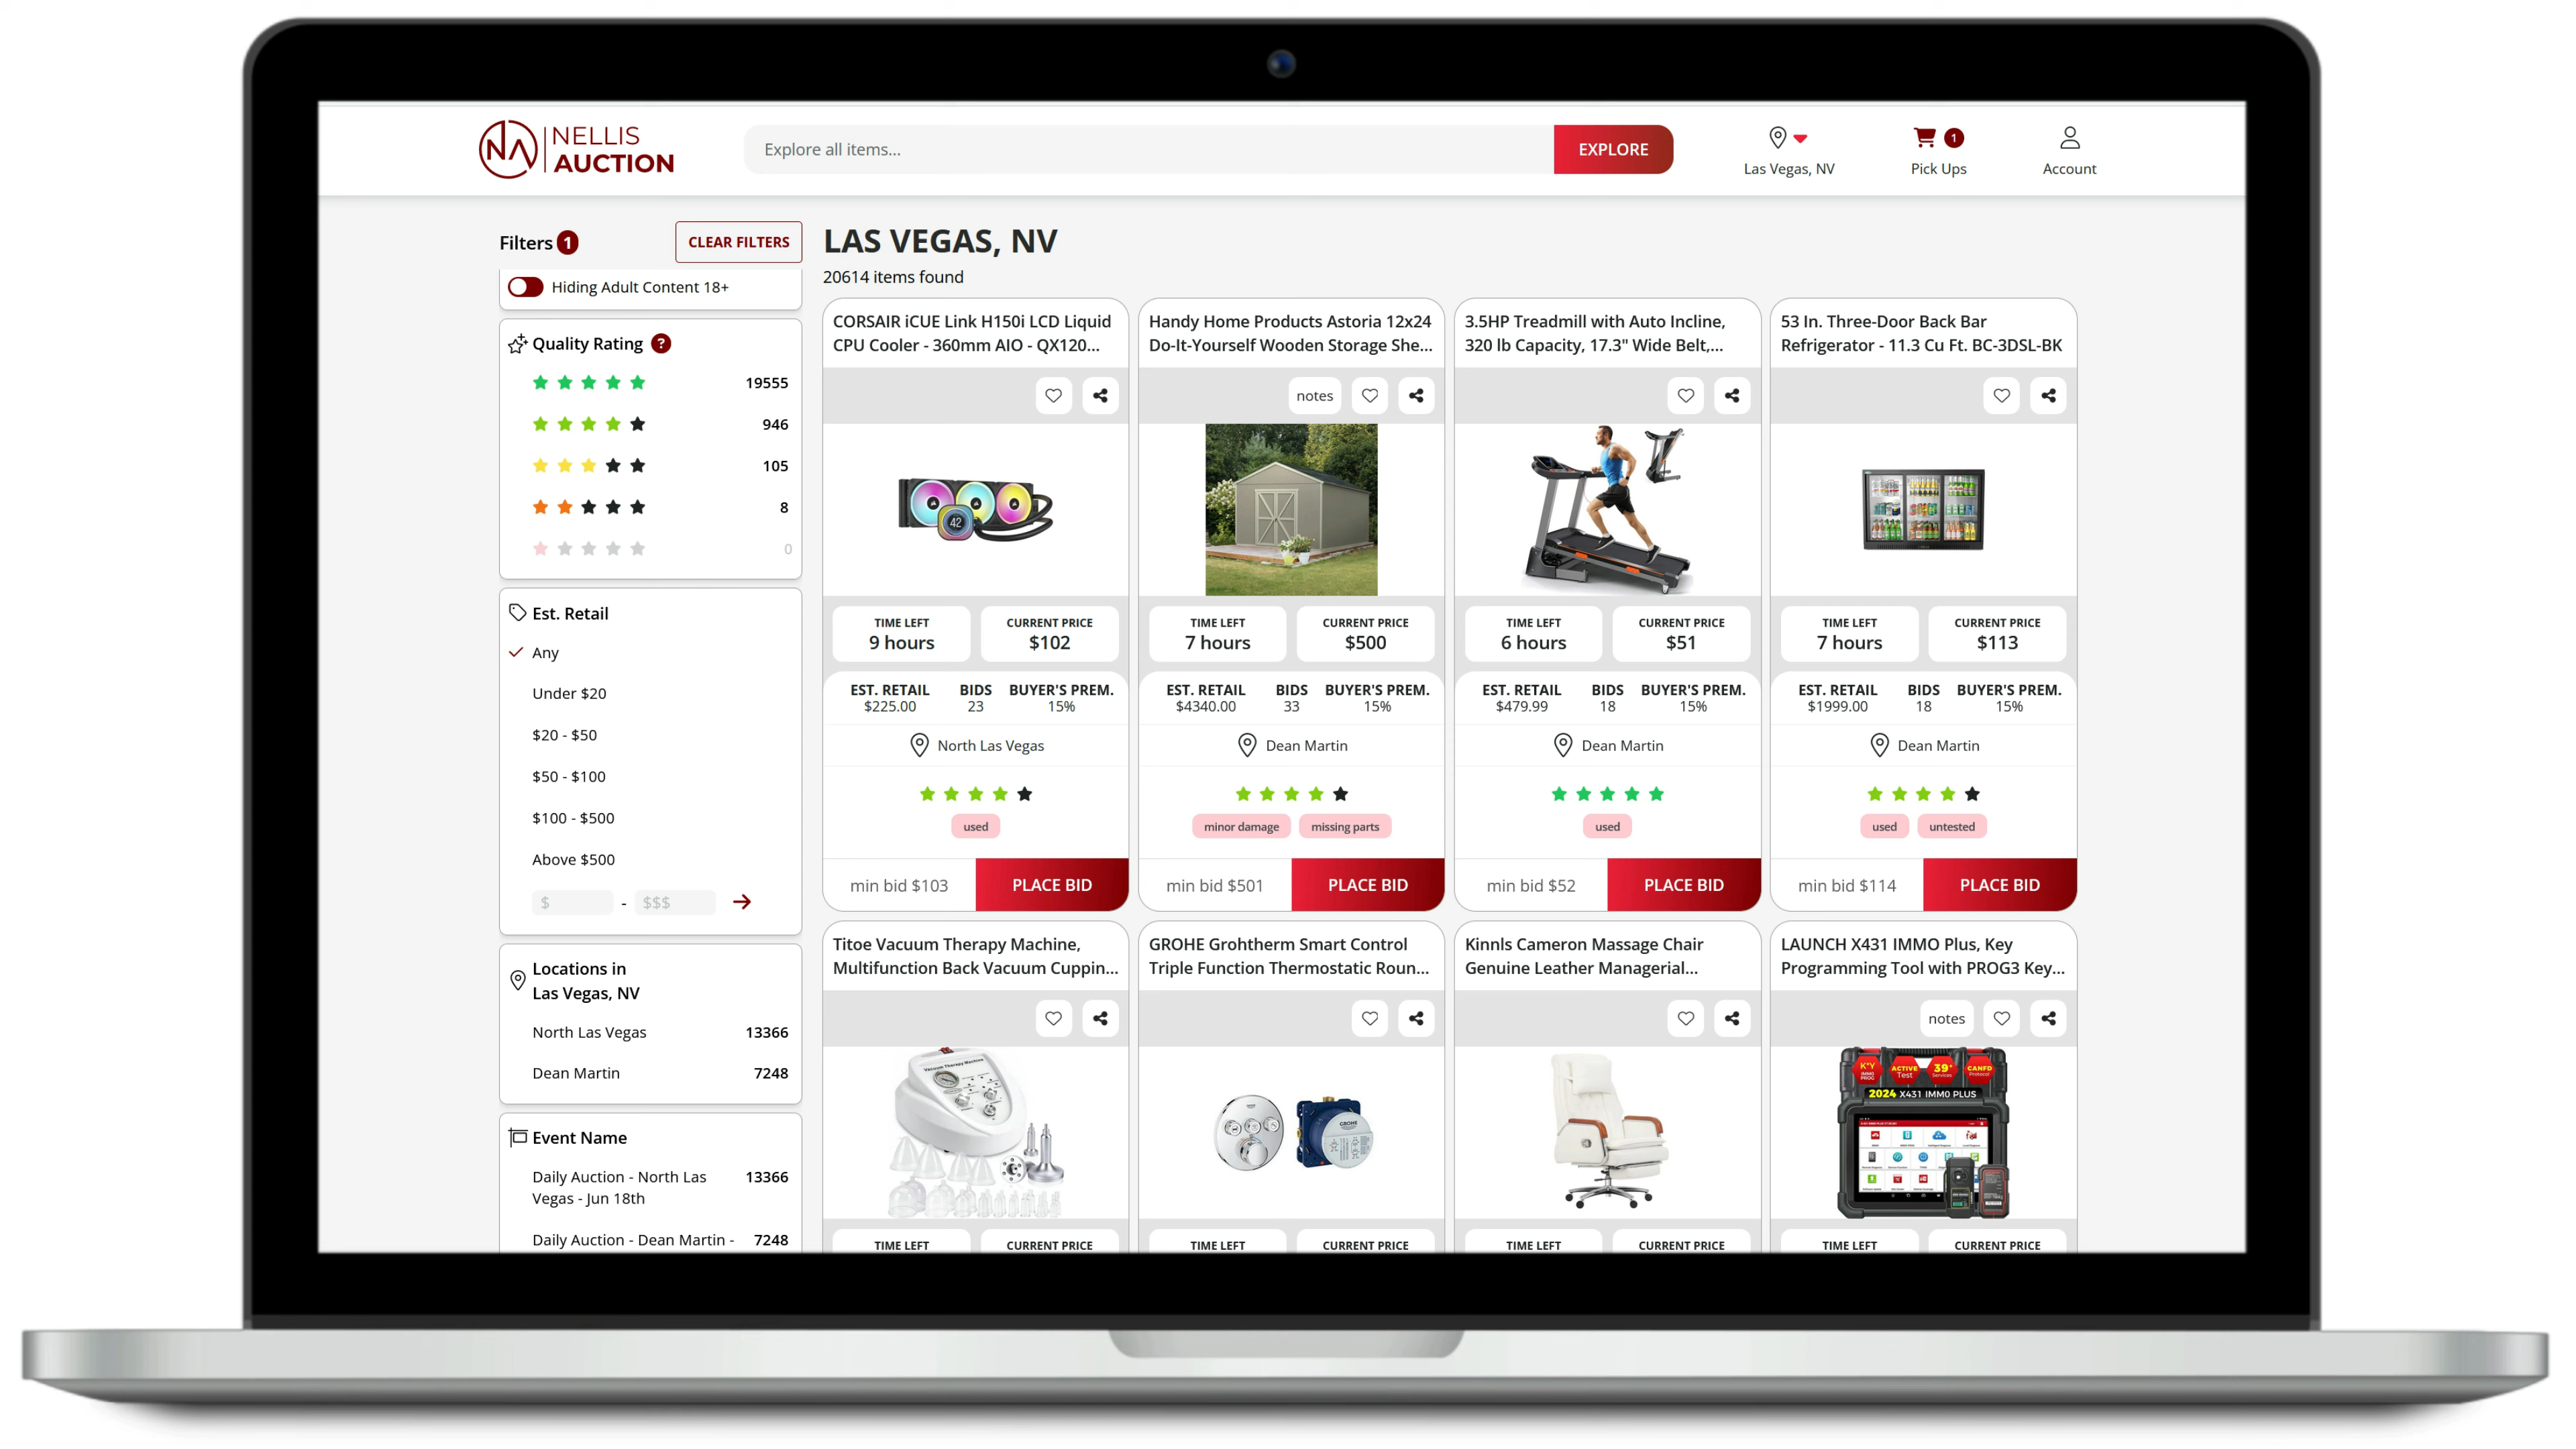 NELLIS
AUCTION
Explore all items...
EXPLORE
Las Vegas, NV
1
Pick Ups
Account
Filters 1
CLEAR FILTERS
Hiding Adult Content 18+
Quality Rating ?
19555
946
105
8
0
Est. Retail
Any
Under $20
$20 - $50
$50 - $100
$100 - $500
Above $500
$ - $$$
Locations in
Las Vegas, NV
North Las Vegas 13366
Dean Martin 7248
Event Name
Daily Auction - North Las 13366
Vegas - Jun 18th
Daily Auction - Dean Martin - 7248
LAS VEGAS, NV
20614 items found
CORSAIR iCUE Link H150i LCD Liquid
CPU Cooler - 360mm AIO - QX120...
42
TIME LEFT CURRENT PRICE
9 hours $102
EST. RETAIL BIDS BUYER'S PREM.
$225.00 23 15%
North Las Vegas
used
min bid $103 PLACE BID
Handy Home Products Astoria 12x24
Do-It-Yourself Wooden Storage She...
notes
TIME LEFT CURRENT PRICE
7 hours $500
EST. RETAIL BIDS BUYER'S PREM.
$4340.00 33 15%
Dean Martin
minor damage missing parts
min bid $501 PLACE BID
3.5HP Treadmill with Auto Incline,
320 lb Capacity, 17.3" Wide Belt,...
TIME LEFT CURRENT PRICE
6 hours $51
EST. RETAIL BIDS BUYER'S PREM.
$479.99 18 15%
Dean Martin
used
min bid $52 PLACE BID
53 In. Three-Door Back Bar
Refrigerator - 11.3 Cu Ft. BC-3DSL-BK
TIME LEFT CURRENT PRICE
7 hours $113
EST. RETAIL BIDS BUYER'S PREM.
$1999.00 18 15%
Dean Martin
used untested
min bid $114 PLACE BID
Titoe Vacuum Therapy Machine,
Multifunction Back Vacuum Cuppin...
Vacuum Therapy Machine
TIME LEFT CURRENT PRICE
GROHE Grohtherm Smart Control
Triple Function Thermostatic Roun...
GROHE
TIME LEFT CURRENT PRICE
Kinnls Cameron Massage Chair
Genuine Leather Managerial...
TIME LEFT CURRENT PRICE
LAUNCH X431 IMMO Plus, Key
Programming Tool with PROG3 Key...
notes
ACTIVE
Test
39+
Services
CANFD
Protocol
2024 X431 IMMO PLUS
TIME LEFT CURRENT PRICE